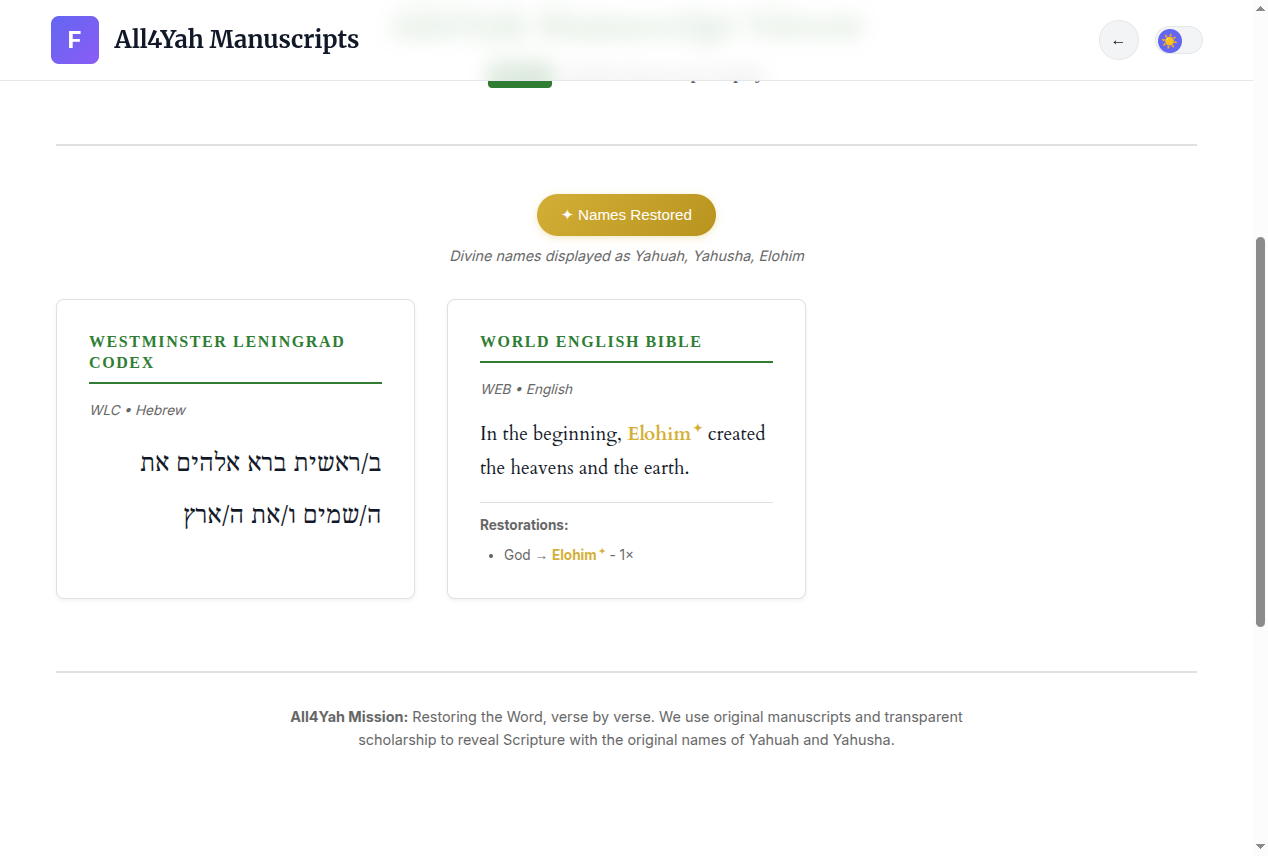 F All4Yah Manuscripts ←
✦ Names Restored
Divine names displayed as Yahuah, Yahusha, Elohim
WESTMINSTER LENINGRAD
CODEX
WLC • Hebrew
ב/ראשית ברא אלהים את
ה/שמים ו/את ה/ארץ
WORLD ENGLISH BIBLE
WEB • English
In the beginning, Elohim✦ created
the heavens and the earth.
Restorations:
• God → Elohim✦ - 1×
All4Yah Mission: Restoring the Word, verse by verse. We use original manuscripts and transparent
scholarship to reveal Scripture with the original names of Yahuah and Yahusha.